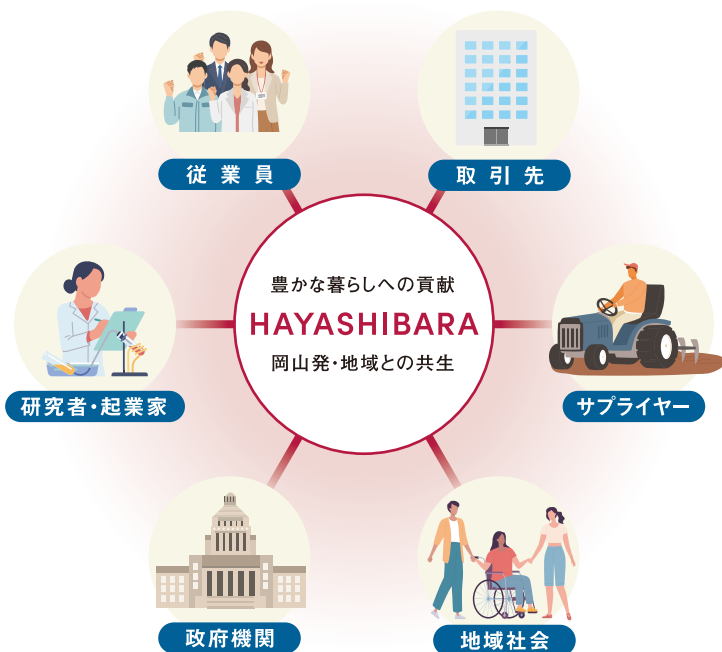 従業員
取引先
豊かな暮らしへの貢献
HAYASHIBARA
岡山発・地域との共生
研究者・起業家
サプライヤー
政府機関
地域社会